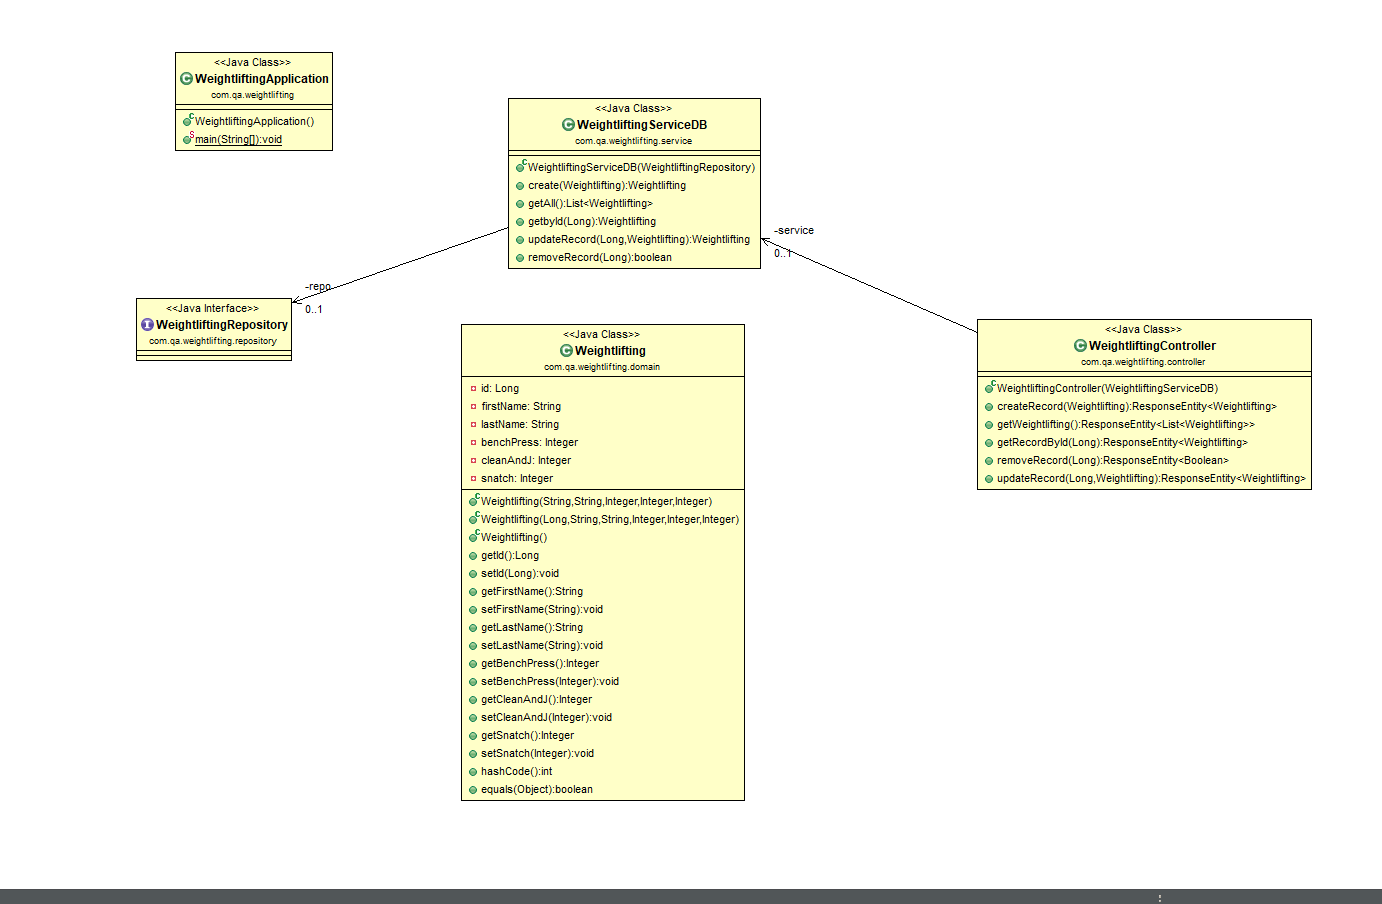 <<Java Class>>
WeightliftingApplication
com.qa.weightlifting
WeightliftingApplication()
main(String[]):void
<<Java Class>>
WeightliftingServiceDB
com.qa.weightlifting.service
WeightliftingServiceDB(WeightliftingRepository)
create(Weightlifting):Weightlifting
getAll():List<Weightlifting>
getbyId(Long):Weightlifting
updateRecord(Long,Weightlifting):Weightlifting
removeRecord(Long):boolean
-service
0..1
-repo
0..1
<<Java Interface>>
WeightliftingRepository
com.qa.weightlifting.repository
<<Java Class>>
Weightlifting
com.qa.weightlifting.domain
id: Long
firstName: String
lastName: String
benchPress: Integer
cleanAndJ: Integer
snatch: Integer
Weightlifting(String,String,Integer,Integer,Integer)
Weightlifting(Long,String,String,Integer,Integer,Integer)
Weightlifting()
getId():Long
setId(Long):void
getFirstName():String
setFirstName(String):void
getLastName():String
setLastName(String):void
getBenchPress():Integer
setBenchPress(Integer):void
getCleanAndJ():Integer
setCleanAndJ(Integer):void
getSnatch():Integer
setSnatch(Integer):void
hashCode():int
equals(Object):boolean
<<Java Class>>
WeightliftingController
com.qa.weightlifting.controller
WeightliftingController(WeightliftingServiceDB)
createRecord(Weightlifting):ResponseEntity<Weightlifting>
getWeightlifting():ResponseEntity<List<Weightlifting>>
getRecordById(Long):ResponseEntity<Weightlifting>
removeRecord(Long):ResponseEntity<Boolean>
updateRecord(Long,Weightlifting):ResponseEntity<Weightlifting>